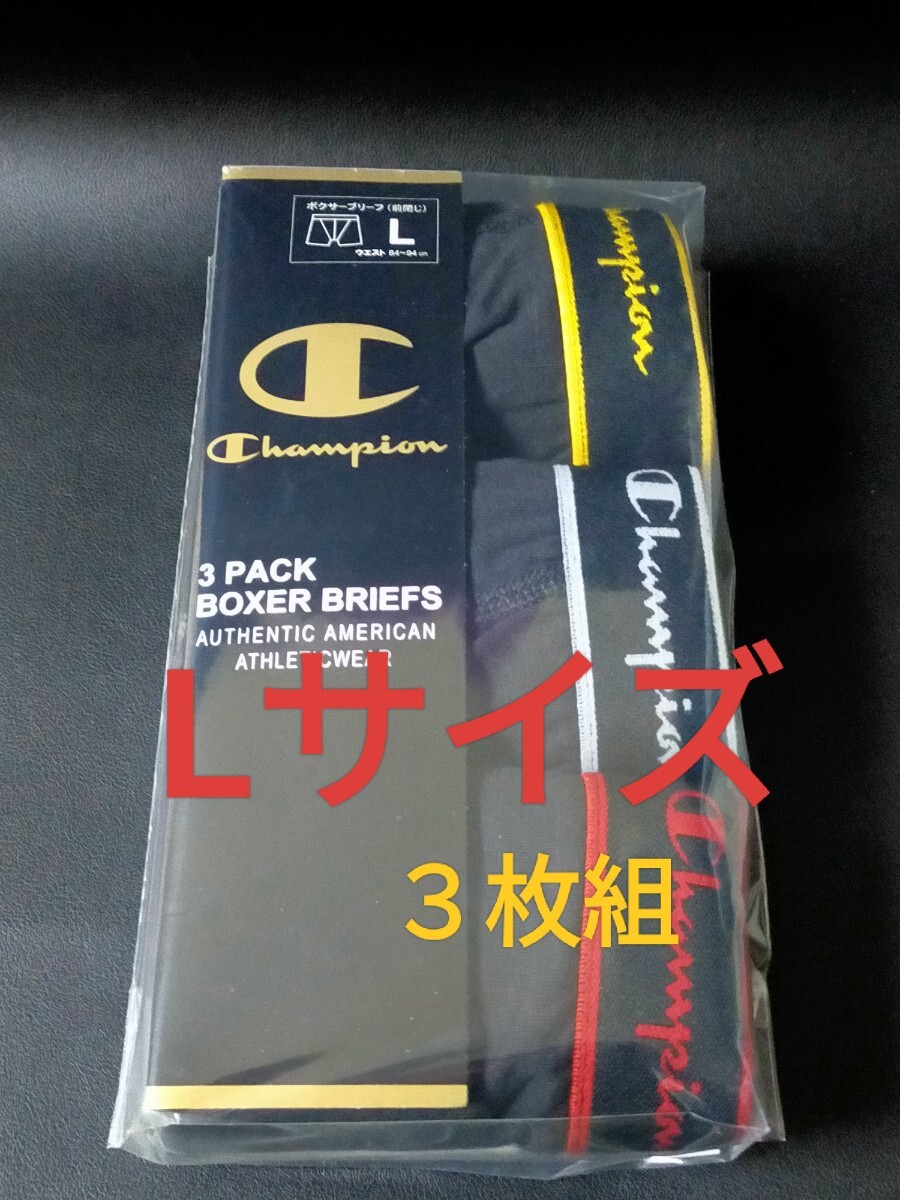 ボクサーブリーフ（前閉じ）
L
ウエスト 84～94 cm
Champion
3 PACK
BOXER BRIEFS
AUTHENTIC AMERICAN
ATHLETICWEAR
Champion
Champion
Champion
Lサイズ
３枚組